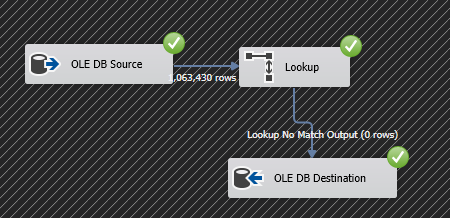 OLE DB Source
,063,430 rows
Lookup
Lookup No Match Output (0 rows)
OLE DB Destination